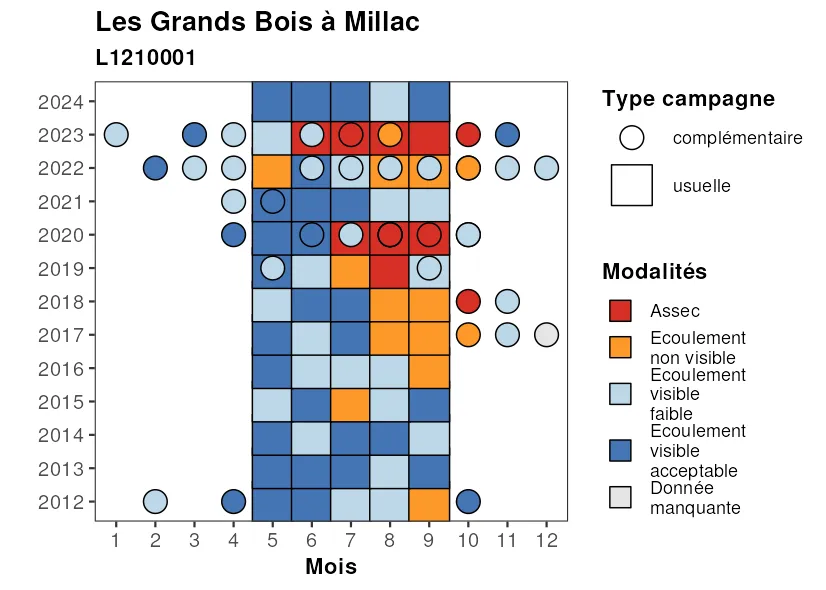 Les Grands Bois à Millac
L1210001
2024
2023
2022
2021
2020
2019
2018
2017
2016
2015
2014
2013
2012
1 2 3 4 5 6 7 8 9 10 11 12
Mois
Type campagne
complémentaire
usuelle
Modalités
Assec
Ecoulement
non visible
Ecoulement
visible
faible
Ecoulement
visible
acceptable
Donnée
manquante